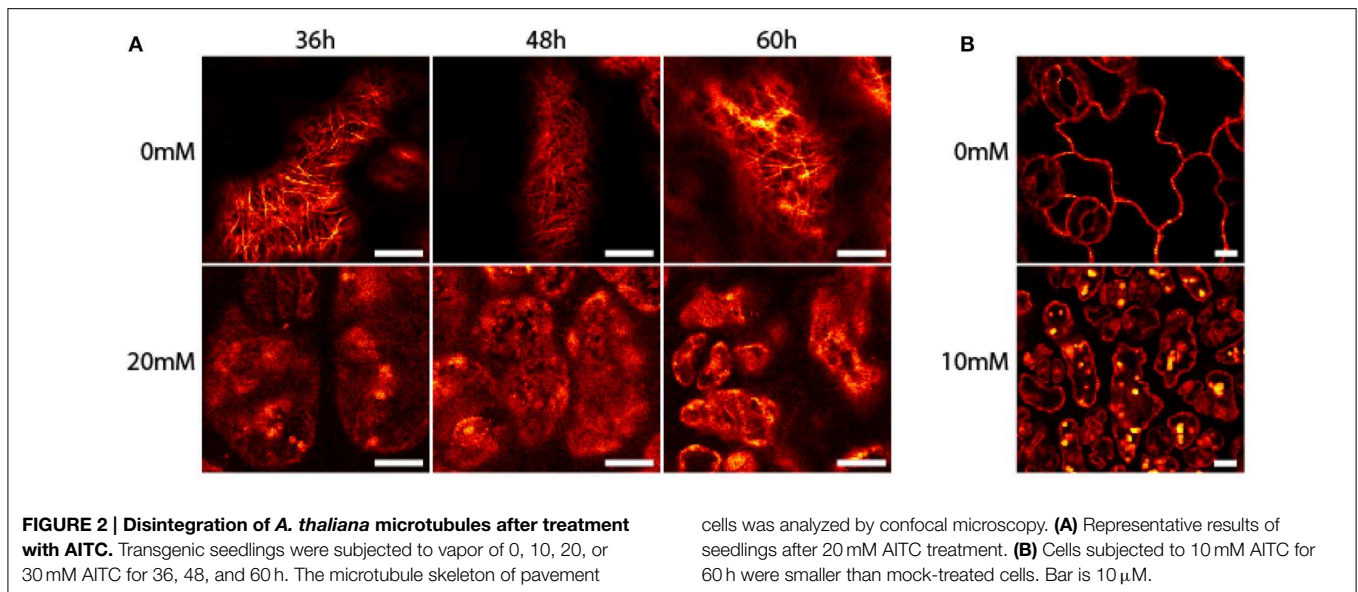 A
36h
48h
60h
B
0mM
0mM
20mM
10mM
FIGURE 2 | Disintegration of A. thaliana microtubules after treatment
with AITC. Transgenic seedlings were subjected to vapor of 0, 10, 20, or
30 mM AITC for 36, 48, and 60 h. The microtubule skeleton of pavement
cells was analyzed by confocal microscopy. (A) Representative results of
seedlings after 20 mM AITC treatment. (B) Cells subjected to 10 mM AITC for
60 h were smaller than mock-treated cells. Bar is 10 μM.